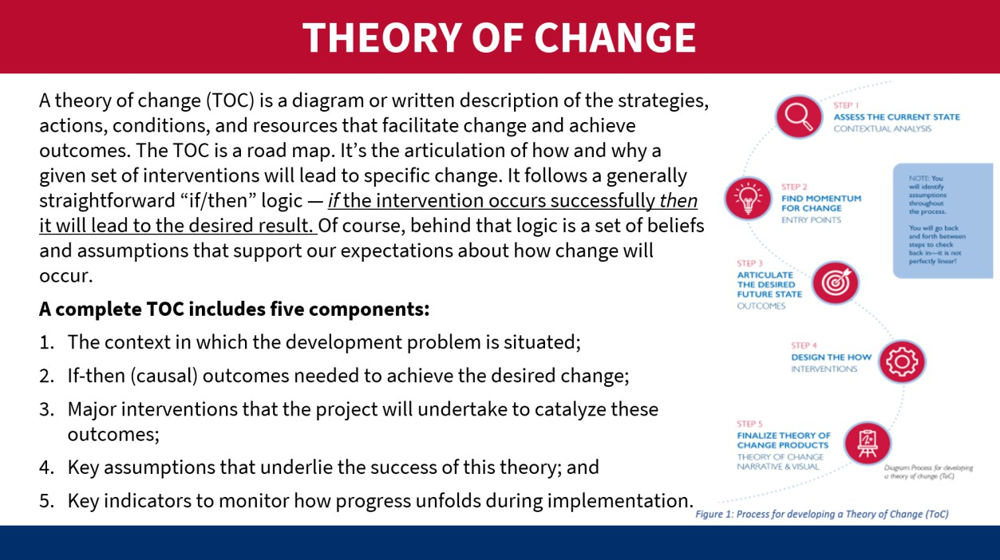 THEORY OF CHANGE
A theory of change (TOC) is a diagram or written description of the strategies,
actions, conditions, and resources that facilitate change and achieve
outcomes. The TOC is a road map. It’s the articulation of how and why a
given set of interventions will lead to specific change. It follows a generally
straightforward “if/then” logic — if the intervention occurs successfully then
it will lead to the desired result. Of course, behind that logic is a set of beliefs
and assumptions that support our expectations about how change will
occur.
A complete TOC includes five components:
1. The context in which the development problem is situated;
2. If-then (causal) outcomes needed to achieve the desired change;
3. Major interventions that the project will undertake to catalyze these
outcomes;
4. Key assumptions that underlie the success of this theory; and
5. Key indicators to monitor how progress unfolds during implementation.
STEP 1
ASSESS THE CURRENT STATE
CONTEXTUAL ANALYSIS
STEP 2
FIND MOMENTUM
FOR CHANGE
ENTRY POINTS
NOTE: You
will identify
assumptions
throughout
the process.
You will go back
and forth between
steps to check
back in—it is not
perfectly linear!
STEP 3
ARTICULATE
THE DESIRED
FUTURE STATE
OUTCOMES
STEP 4
DESIGN THE HOW
INTERVENTIONS
STEP 5
FINALIZE THEORY OF
CHANGE PRODUCTS
THEORY OF CHANGE
NARRATIVE & VISUAL
Diagram: Process for developing
a theory of change (ToC)
Figure 1: Process for developing a Theory of Change (ToC)